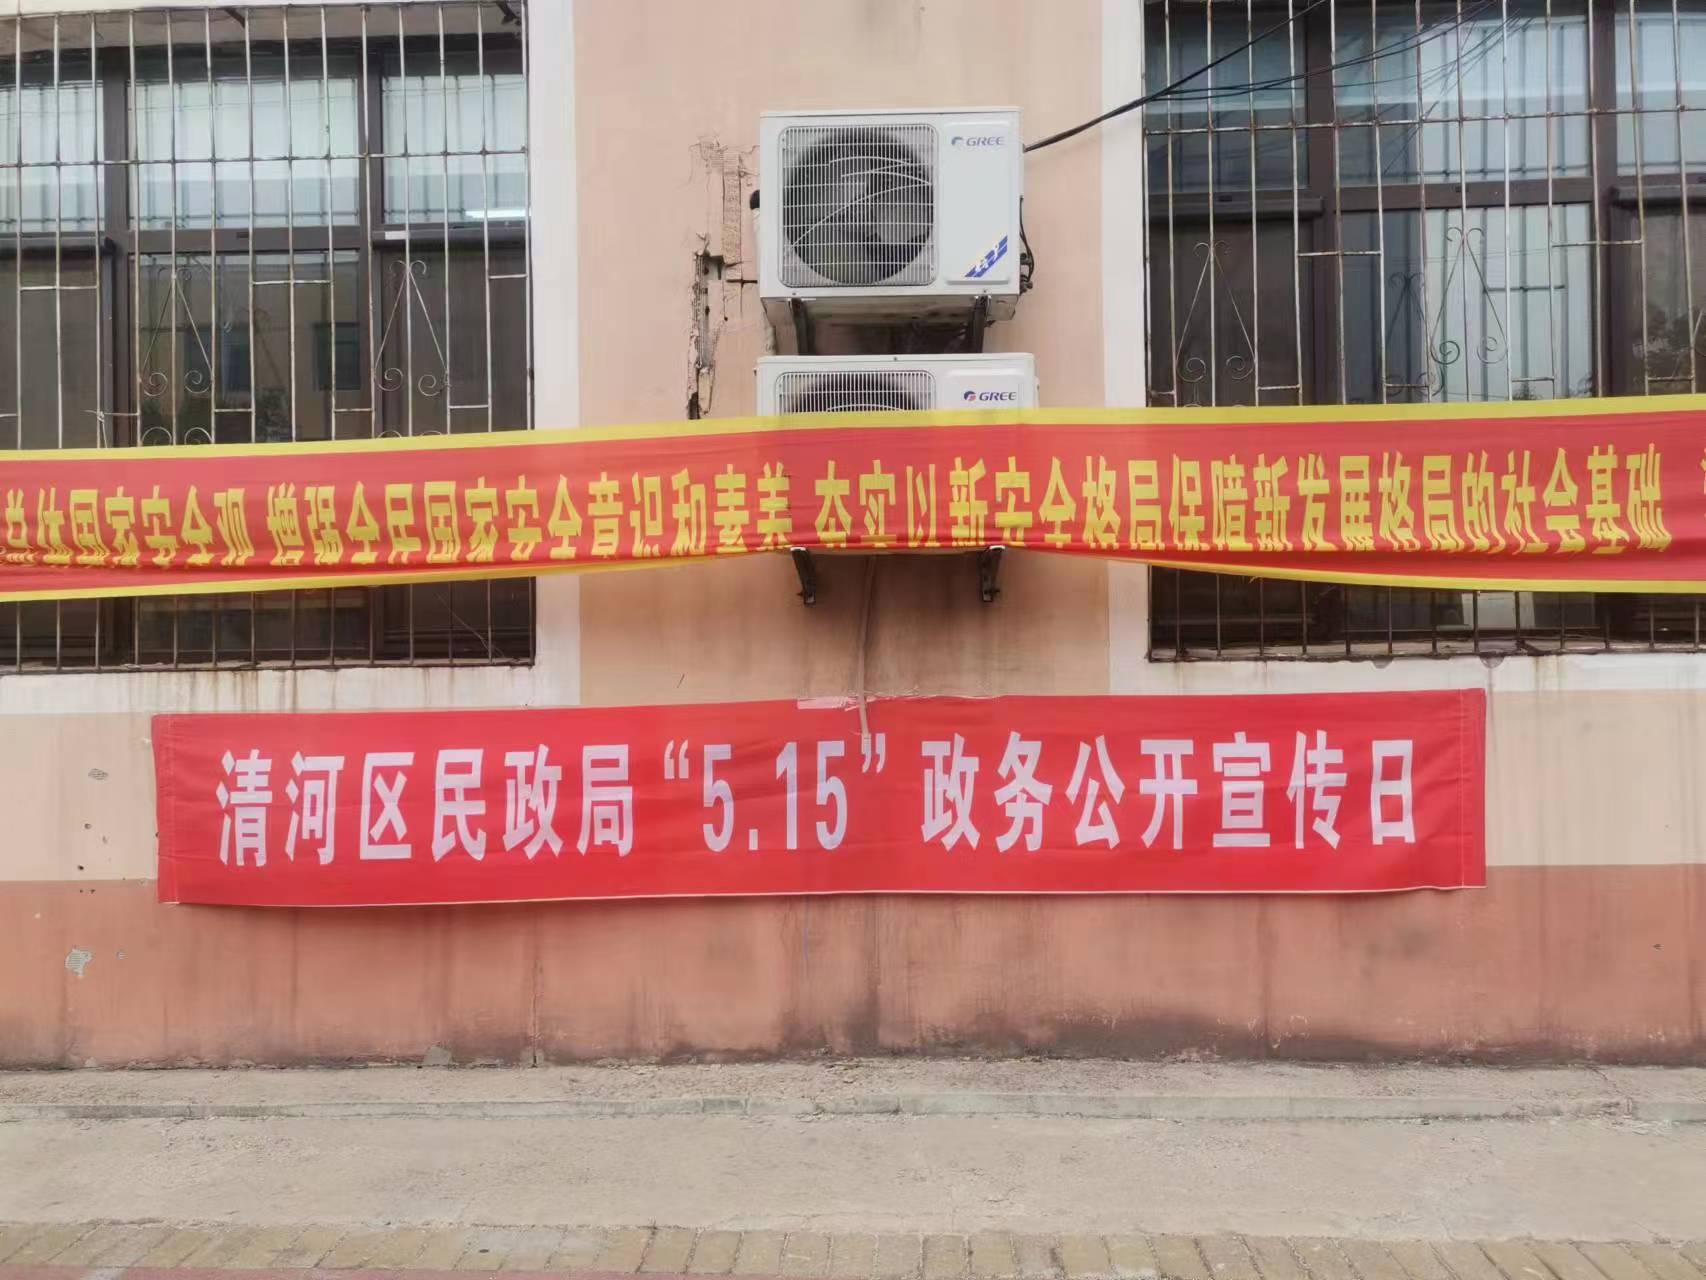 GREE
GREE
总体国家安全观 增强全民国家安全意识和素养 夯实以新安全格局保障新发展格局的社会基础
清河区民政局“5.15”政务公开宣传日